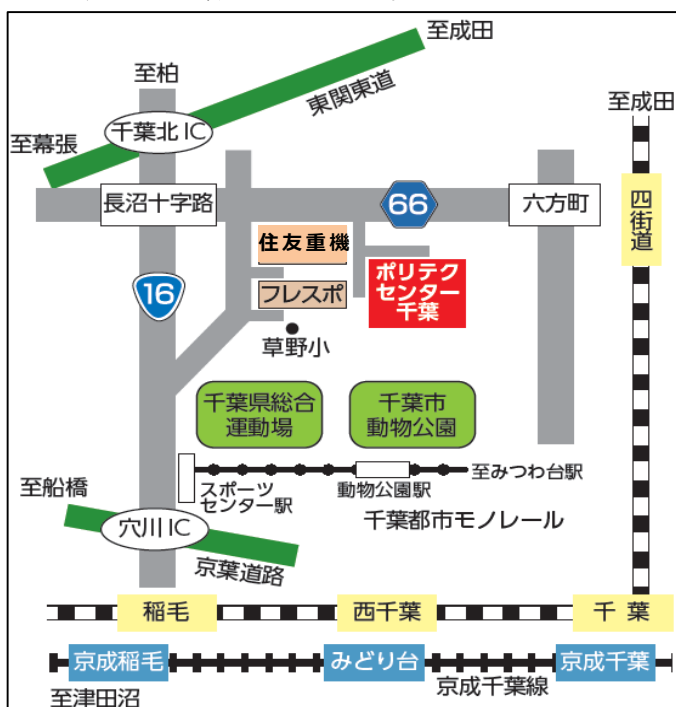 至成田
至柏
東関東道
至成田
千葉北IC
至幕張
長沼十字路
66
六方町
四街道
住友重機
16
フレスポ
ポリテク
センター
千葉
草野小
千葉県総合
運動場
千葉市
動物公園
至船橋
スポーツ
センター駅
動物公園駅
至みつわ台駅
千葉都市モノレール
穴川IC
京葉道路
稲毛
西千葉
千葉
京成稲毛
みどり台
京成千葉
京成千葉線
至津田沼